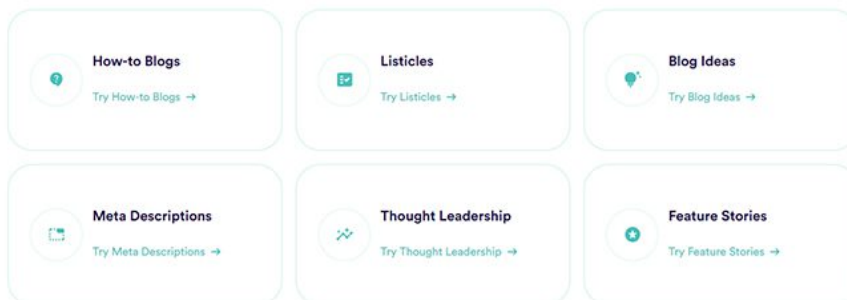 How-to Blogs
Try How-to Blogs →
Listicles
Try Listicles →
Blog Ideas
Try Blog Ideas →
Meta Descriptions
Try Meta Descriptions →
Thought Leadership
Try Thought Leadership →
Feature Stories
Try Feature Stories →